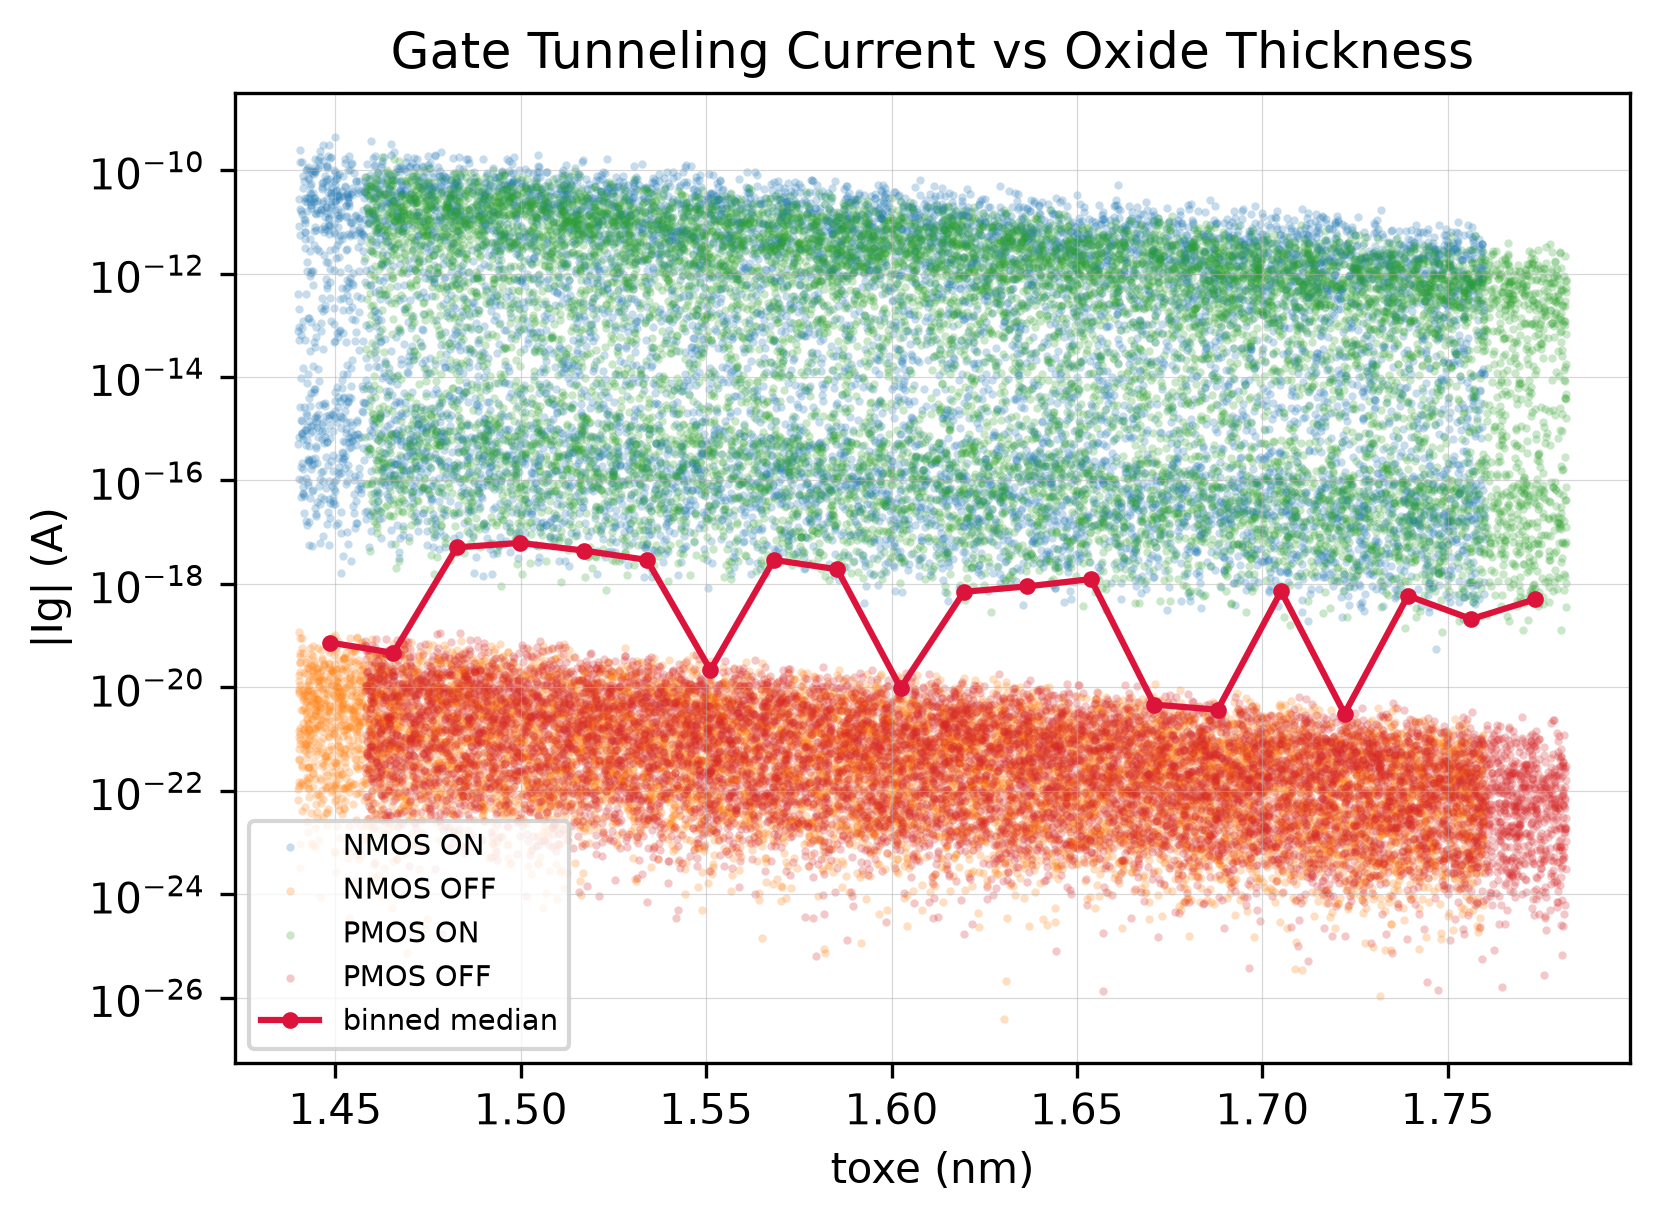 Gate Tunneling Current vs Oxide Thickness
|Ig| (A)
10⁻¹⁰
10⁻¹²
10⁻¹⁴
10⁻¹⁶
10⁻¹⁸
10⁻²⁰
10⁻²²
10⁻²⁴
10⁻²⁶
NMOS ON
NMOS OFF
PMOS ON
PMOS OFF
binned median
1.45 1.50 1.55 1.60 1.65 1.70 1.75
toxe (nm)